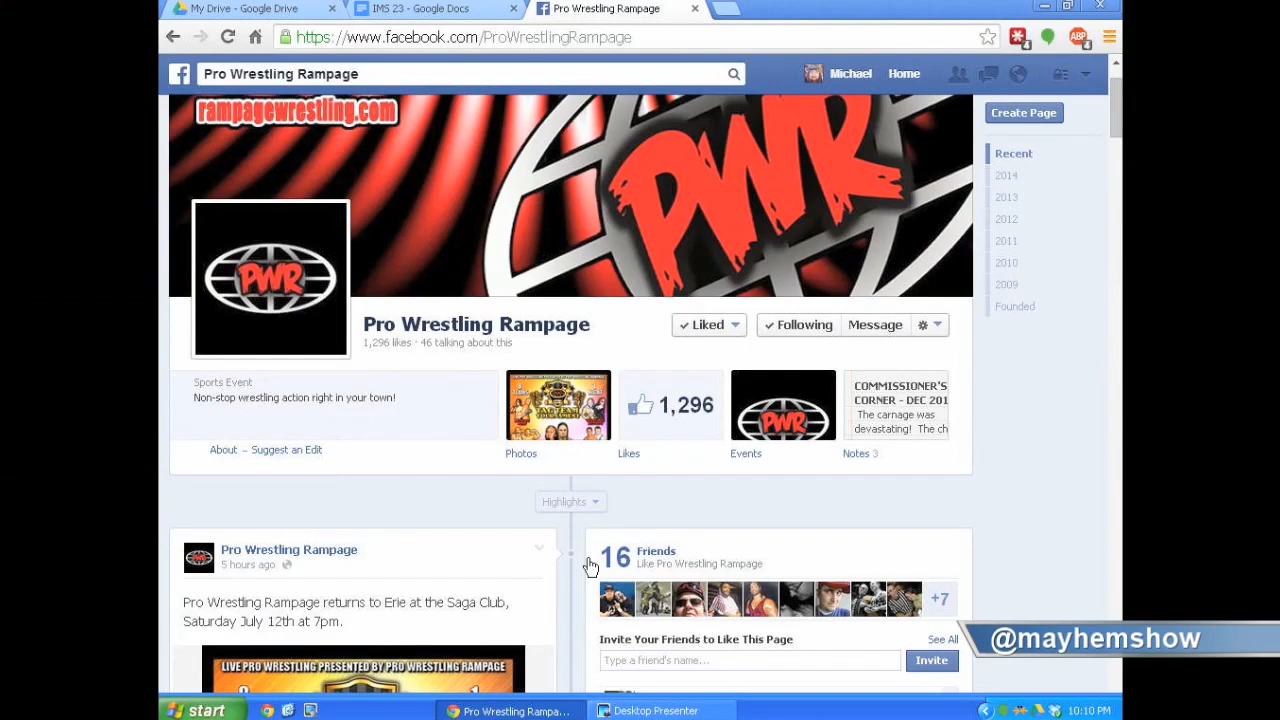 My Drive - Google Drive
IMS 23 - Google Docs
Pro Wrestling Rampage
https://www.facebook.com/ProWrestlingRampage
4
4
Pro Wrestling Rampage
Michael
Home
rampagewrestling.com
PWR
Create Page
Recent
2014
2013
2012
2011
2010
2009
Founded
PWR
Pro Wrestling Rampage
1,296 likes · 46 talking about this
Liked
Following
Message
Sports Event
Non-stop wrestling action right in your town!
About – Suggest an Edit
TAG TEAM
TOURNAMENT
1,296
PWR
COMMISSIONER'S
CORNER - DEC 201
The carnage was
devastating! The ch
Photos
Likes
Events
Notes 3
Highlights
Pro Wrestling Rampage
5 hours ago
Pro Wrestling Rampage returns to Erie at the Saga Club,
Saturday July 12th at 7pm.
LIVE PRO WRESTLING PRESENTED BY PRO WRESTLING RAMPAGE
16 Friends
Like Pro Wrestling Rampage
+7
Invite Your Friends to Like This Page
See All
Type a friend's name...
Invite
@mayhemshow
start
Pro Wrestling Rampa...
Desktop Presenter
10:10 PM